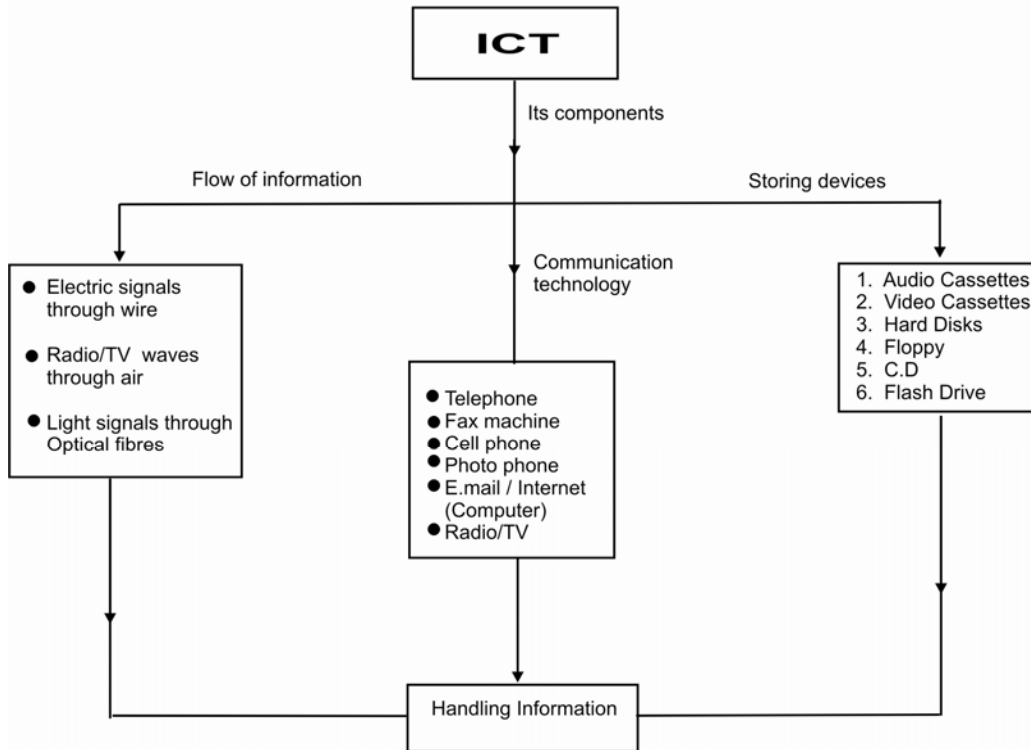 ICT
Its components
Flow of information
Storing devices
● Electric signals
through wire
● Radio/TV waves
through air
● Light signals through
Optical fibres
Communication
technology
● Telephone
● Fax machine
● Cell phone
● Photo phone
● E.mail / Internet
(Computer)
● Radio/TV
1. Audio Cassettes
2. Video Cassettes
3. Hard Disks
4. Floppy
5. C.D
6. Flash Drive
Handling Information